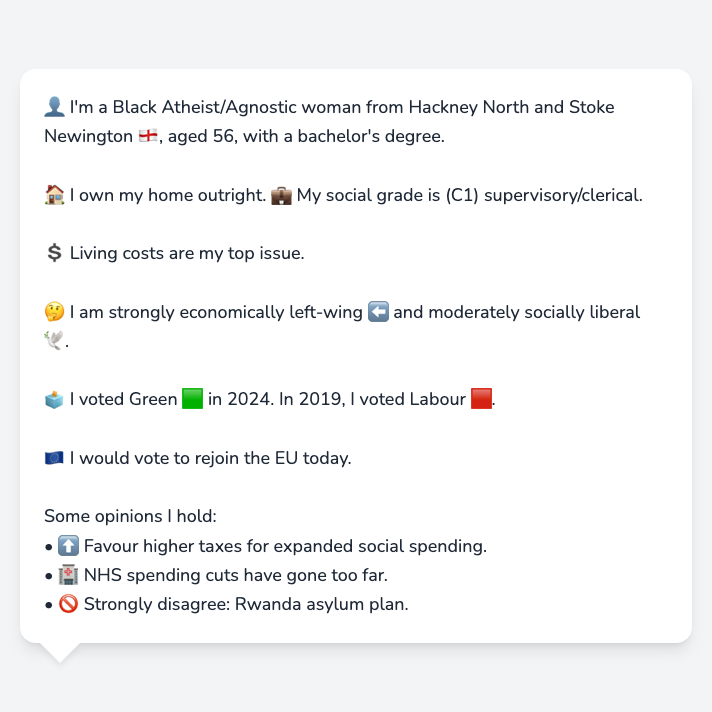 👤 I'm a Black Atheist/Agnostic woman from Hackney North and Stoke
Newington 🏴󠁧󠁢󠁥󠁮󠁧󠁿, aged 56, with a bachelor's degree.
🏠 I own my home outright. 💼 My social grade is (C1) supervisory/clerical.
💲 Living costs are my top issue.
🤔 I am strongly economically left-wing ⬅️ and moderately socially liberal
🕊️.
🗳️ I voted Green 🟩 in 2024. In 2019, I voted Labour 🟥.
🇪🇺 I would vote to rejoin the EU today.
Some opinions I hold:
• ⬆️ Favour higher taxes for expanded social spending.
• 🏥 NHS spending cuts have gone too far.
• 🚫 Strongly disagree: Rwanda asylum plan.